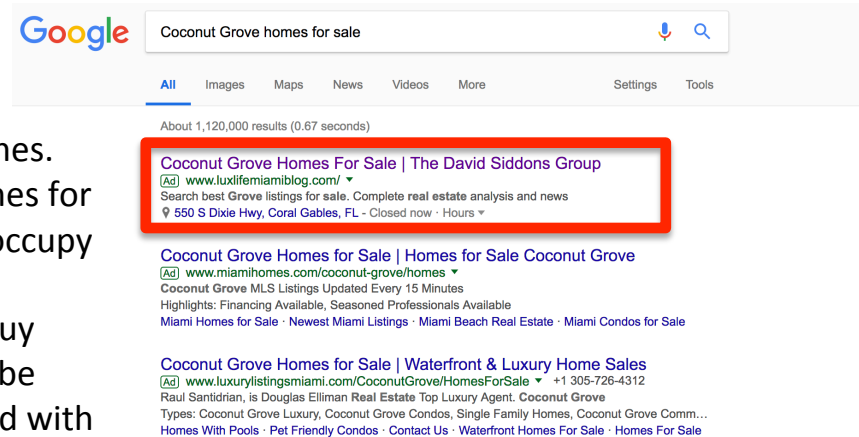 Google
Coconut Grove homes for sale
All Images Maps News Videos More Settings Tools
About 1,120,000 results (0.67 seconds)
nes.
nes for
occupy
uy
be
d with
Coconut Grove Homes For Sale | The David Siddons Group
Ad www.luxlifemiamiblog.com/
Search best Grove listings for sale. Complete real estate analysis and news
550 S Dixie Hwy, Coral Gables, FL - Closed now · Hours
Coconut Grove Homes for Sale | Homes for Sale Coconut Grove
Ad www.miamihomes.com/coconut-grove/homes
Coconut Grove MLS Listings Updated Every 15 Minutes
Highlights: Financing Available, Seasoned Professionals Available
Miami Homes for Sale · Newest Miami Listings · Miami Beach Real Estate · Miami Condos for Sale
Coconut Grove Homes for Sale | Waterfront & Luxury Home Sales
Ad www.luxurylistingsmiami.com/CoconutGrove/HomesForSale +1 305-726-4312
Raul Santidrian, is Douglas Elliman Real Estate Top Luxury Agent. Coconut Grove
Types: Coconut Grove Luxury, Coconut Grove Condos, Single Family Homes, Coconut Grove Comm…
Homes With Pools · Pet Friendly Condos · Contact Us · Waterfront Homes For Sale · Homes For Sale